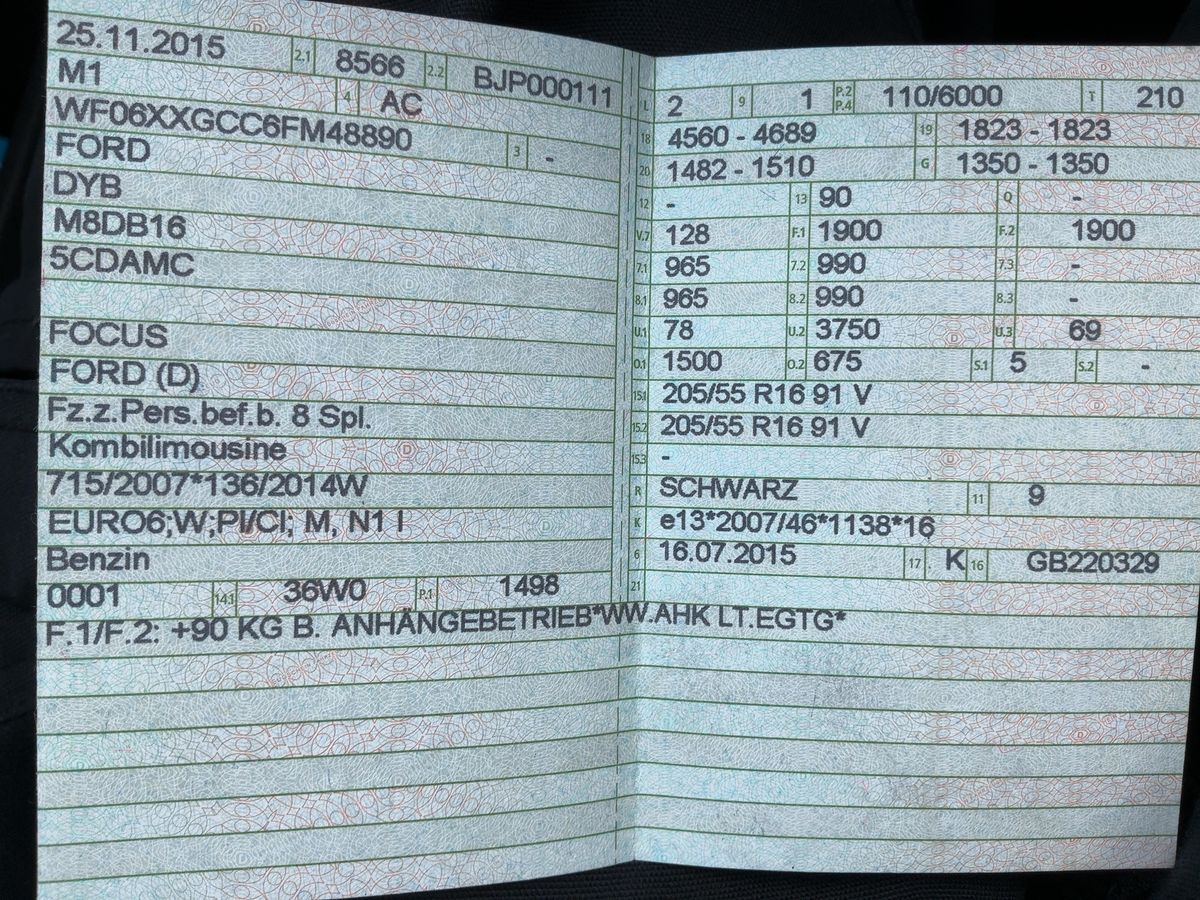 25.11.2015 2.1 8566 2.2 BJP000111
M1 4 AC
WF06XXGCC6FM48890 3 -
FORD
DYB
M8DB16
5CDAMC
FOCUS
FORD (D)
Fz.z.Pers.bef.b. 8 Spl.
Kombilimousine
715/2007*136/2014W
EURO6;W;PI/CI; M, N1 I
Benzin
0001 14.1 36W0 P.1 1498
L 2 9 1 P.2 P.4 110/6000 T 210
18 4560 - 4689 19 1823 - 1823
20 1482 - 1510 G 1350 - 1350
12 - 13 90 Q -
V.7 128 F.1 1900 F.2 1900
7.1 965 7.2 990 7.3 -
8.1 965 8.2 990 8.3 -
U.1 78 U.2 3750 U.3 69
O.1 1500 O.2 675 S.1 5 S.2 -
15.1 205/55 R16 91 V
15.2 205/55 R16 91 V
15.3 -
R SCHWARZ 11 9
K e13*2007/46*1138*16
6 16.07.2015 17 K 16 GB220329
21
F.1/F.2: +90 KG B. ANHÄNGEBETRIEB*WW.AHK LT.EGTG*